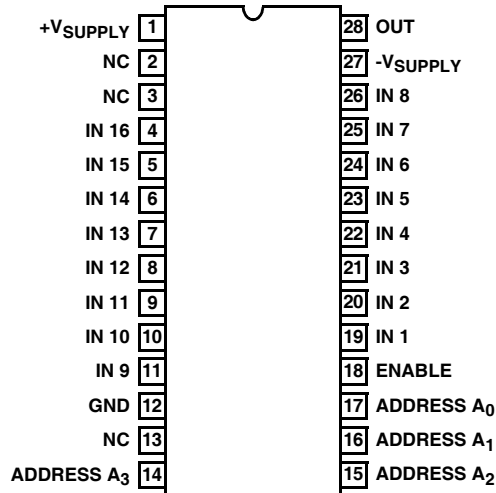 +VSUPPLY 1 28 OUT
NC 2 27 -VSUPPLY
NC 3 26 IN 8
IN 16 4 25 IN 7
IN 15 5 24 IN 6
IN 14 6 23 IN 5
IN 13 7 22 IN 4
IN 12 8 21 IN 3
IN 11 9 20 IN 2
IN 10 10 19 IN 1
IN 9 11 18 ENABLE
GND 12 17 ADDRESS A0
NC 13 16 ADDRESS A1
ADDRESS A3 14 15 ADDRESS A2